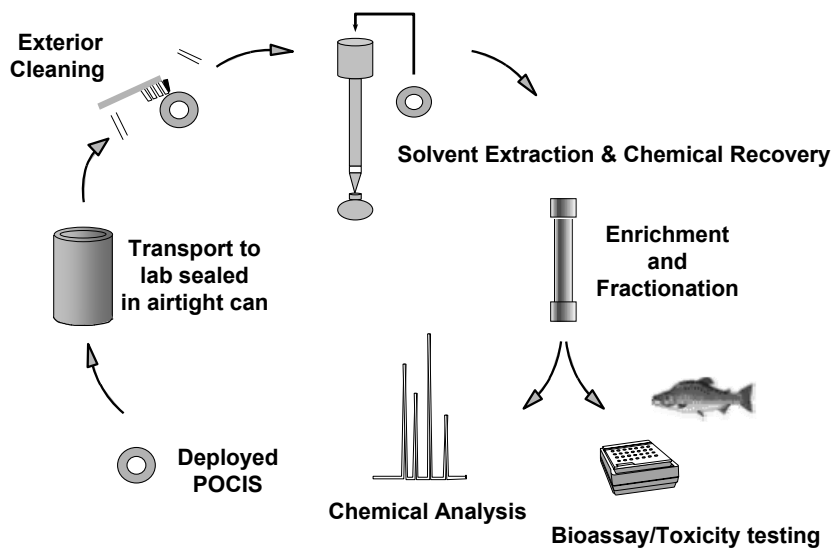 Exterior
Cleaning
Solvent Extraction & Chemical Recovery
Enrichment
and
Fractionation
Transport to
lab sealed
in airtight can
Deployed
POCIS
Chemical Analysis
Bioassay/Toxicity testing